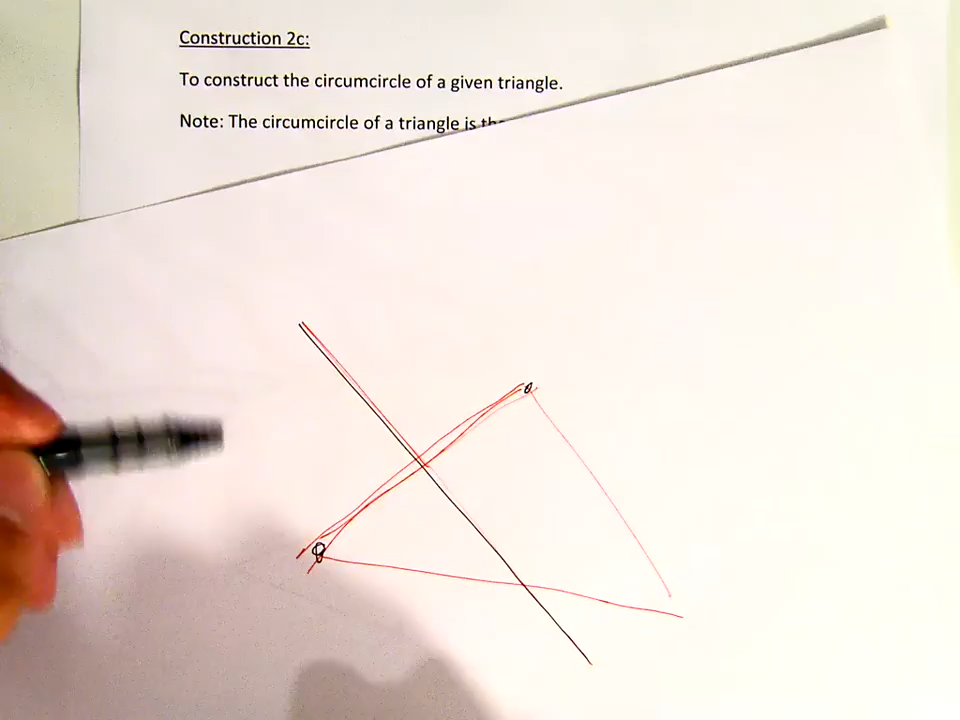 Construction 2c:
To construct the circumcircle of a given triangle.
Note: The circumcircle of a triangle is